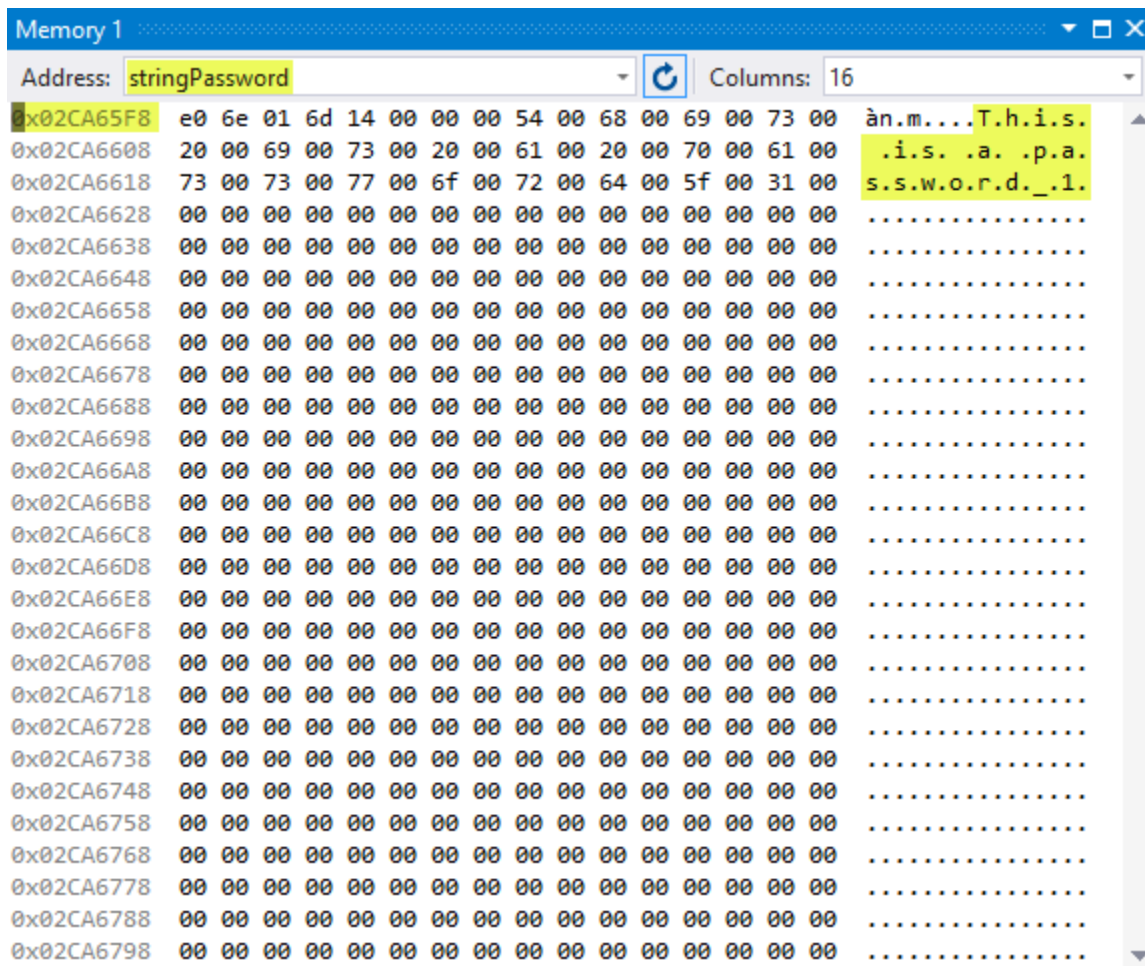 Memory 1
Address: stringPassword Columns: 16
0x02CA65F8 e0 6e 01 6d 14 00 00 00 54 00 68 00 69 00 73 00 àn.m....T.h.i.s.
0x02CA6608 20 00 69 00 73 00 20 00 61 00 20 00 70 00 61 00 .i.s. .a. .p.a.
0x02CA6618 73 00 73 00 77 00 6f 00 72 00 64 00 5f 00 31 00 s.s.w.o.r.d._.1.
0x02CA6628 00 00 00 00 00 00 00 00 00 00 00 00 00 00 00 00 ................
0x02CA6638 00 00 00 00 00 00 00 00 00 00 00 00 00 00 00 00 ................
0x02CA6648 00 00 00 00 00 00 00 00 00 00 00 00 00 00 00 00 ................
0x02CA6658 00 00 00 00 00 00 00 00 00 00 00 00 00 00 00 00 ................
0x02CA6668 00 00 00 00 00 00 00 00 00 00 00 00 00 00 00 00 ................
0x02CA6678 00 00 00 00 00 00 00 00 00 00 00 00 00 00 00 00 ................
0x02CA6688 00 00 00 00 00 00 00 00 00 00 00 00 00 00 00 00 ................
0x02CA6698 00 00 00 00 00 00 00 00 00 00 00 00 00 00 00 00 ................
0x02CA66A8 00 00 00 00 00 00 00 00 00 00 00 00 00 00 00 00 ................
0x02CA66B8 00 00 00 00 00 00 00 00 00 00 00 00 00 00 00 00 ................
0x02CA66C8 00 00 00 00 00 00 00 00 00 00 00 00 00 00 00 00 ................
0x02CA66D8 00 00 00 00 00 00 00 00 00 00 00 00 00 00 00 00 ................
0x02CA66E8 00 00 00 00 00 00 00 00 00 00 00 00 00 00 00 00 ................
0x02CA66F8 00 00 00 00 00 00 00 00 00 00 00 00 00 00 00 00 ................
0x02CA6708 00 00 00 00 00 00 00 00 00 00 00 00 00 00 00 00 ................
0x02CA6718 00 00 00 00 00 00 00 00 00 00 00 00 00 00 00 00 ................
0x02CA6728 00 00 00 00 00 00 00 00 00 00 00 00 00 00 00 00 ................
0x02CA6738 00 00 00 00 00 00 00 00 00 00 00 00 00 00 00 00 ................
0x02CA6748 00 00 00 00 00 00 00 00 00 00 00 00 00 00 00 00 ................
0x02CA6758 00 00 00 00 00 00 00 00 00 00 00 00 00 00 00 00 ................
0x02CA6768 00 00 00 00 00 00 00 00 00 00 00 00 00 00 00 00 ................
0x02CA6778 00 00 00 00 00 00 00 00 00 00 00 00 00 00 00 00 ................
0x02CA6788 00 00 00 00 00 00 00 00 00 00 00 00 00 00 00 00 ................
0x02CA6798 00 00 00 00 00 00 00 00 00 00 00 00 00 00 00 00 ................